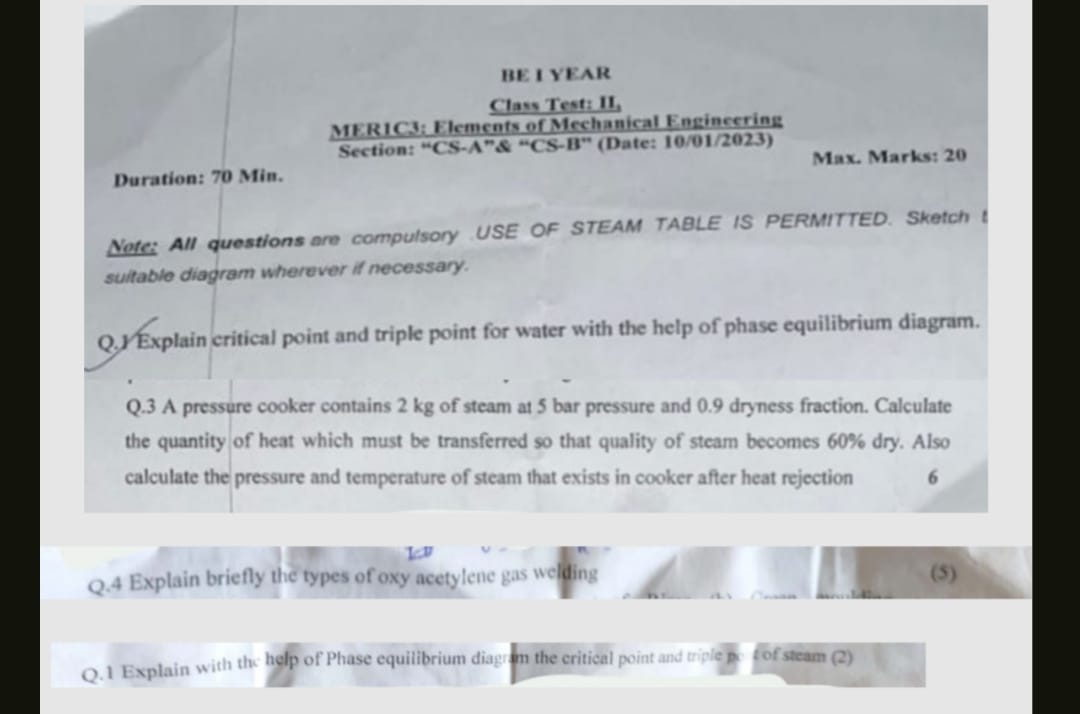 BE I YEAR
Class Test: II,
MER1C3: Elements of Mechanical Engineering
Section: "CS-A"& "CS-B" (Date: 10/01/2023)
Duration: 70 Min.
Max. Marks: 20
Note: All questions are compulsory .USE OF STEAM TABLE IS PERMITTED. Sketch
suitable diagram wherever if necessary.
Q.1 Explain critical point and triple point for water with the help of phase equilibrium diagram.
Q.3 A pressure cooker contains 2 kg of steam at 5 bar pressure and 0.9 dryness fraction. Calculate
the quantity of heat which must be transferred so that quality of steam becomes 60% dry. Also
calculate the pressure and temperature of steam that exists in cooker after heat rejection 6
Q.4 Explain briefly the types of oxy acetylene gas welding (5)
Q.1 Explain with the help of Phase equilibrium diagram the critical point and triple of steam (2)